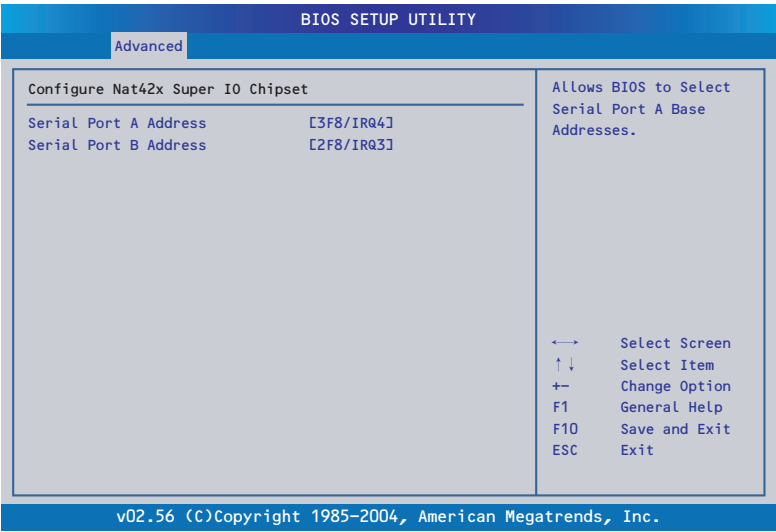 BIOS SETUP UTILITY
Advanced
Configure Nat42x Super IO Chipset
Serial Port A Address [3F8/IRQ4]
Serial Port B Address [2F8/IRQ3]
Allows BIOS to Select
Serial Port A Base
Addresses.
←→ Select Screen
↑↓ Select Item
+- Change Option
F1 General Help
F10 Save and Exit
ESC Exit
v02.56 (C)Copyright 1985-2004, American Megatrends, Inc.